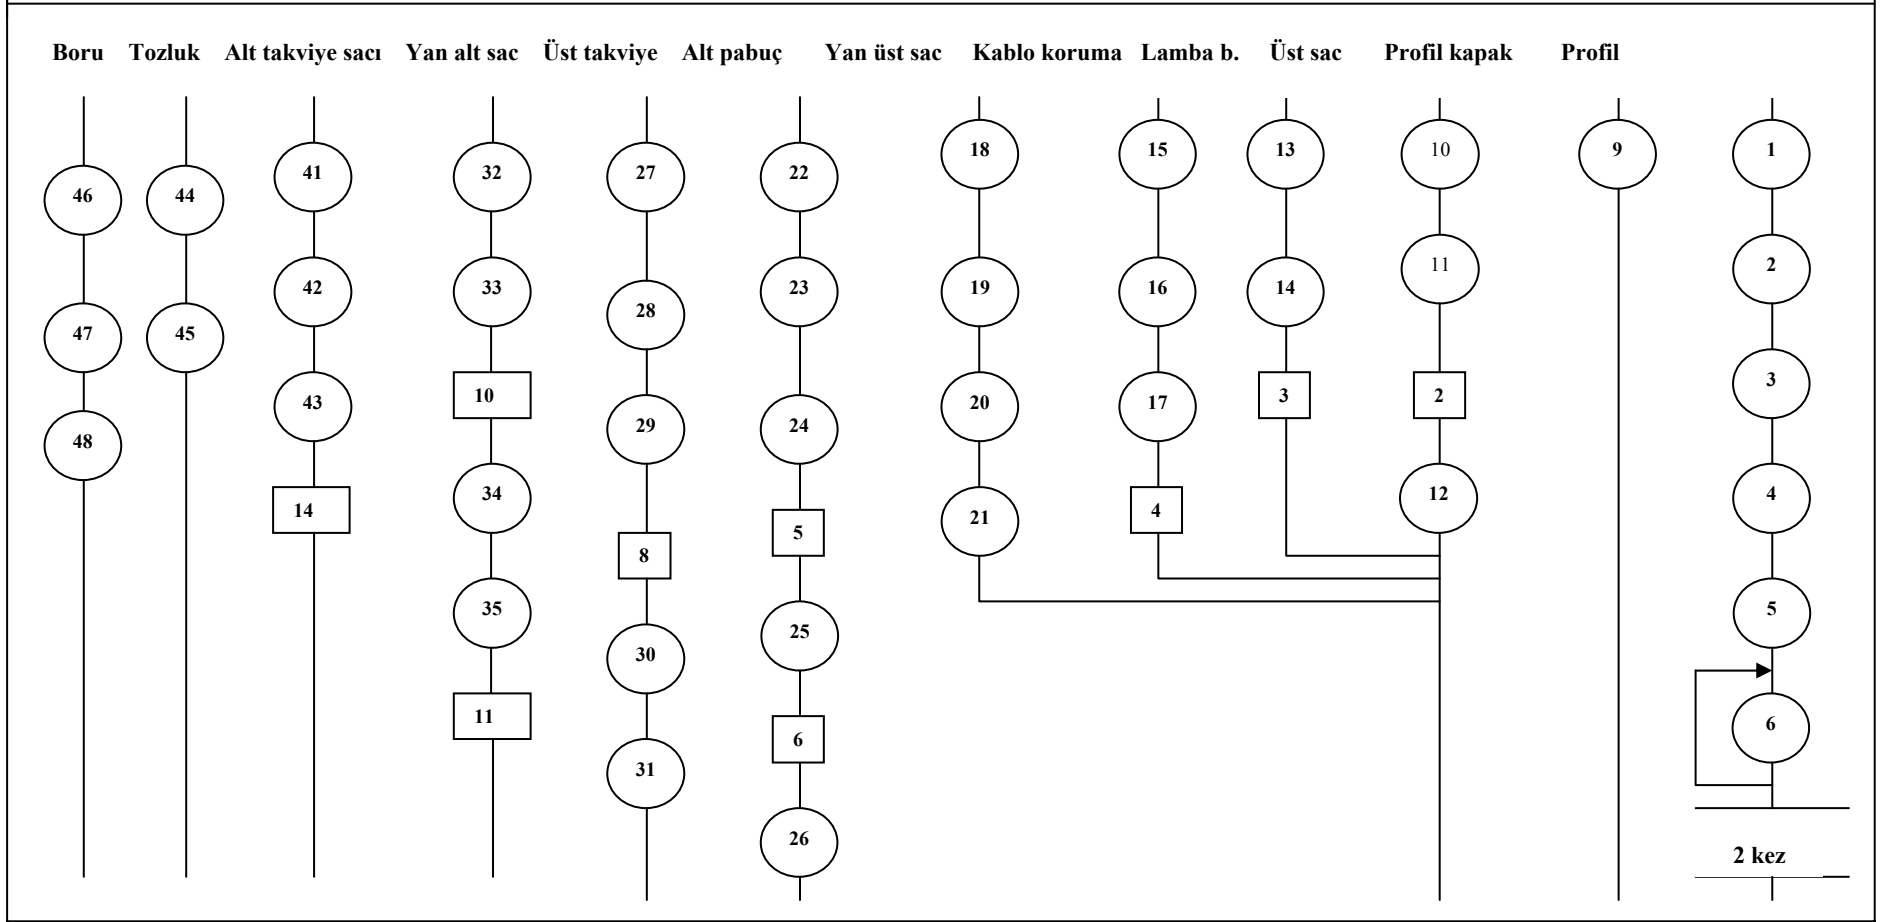 Boru Tozluk Alt takviye sacı Yan alt sac Üst takviye Alt pabuç Yan üst sac Kablo koruma Lamba b. Üst sac Profil kapak Profil
46 44 41 32 27 22 18 15 13 10 9 1
47 45 42 33 28 23 19 16 14 11 2
48 43 10 29 24 20 17 3 2 3
14 34 8 5 21 4 12 4
35 30 25 5
11 31 6 6
26
2 kez